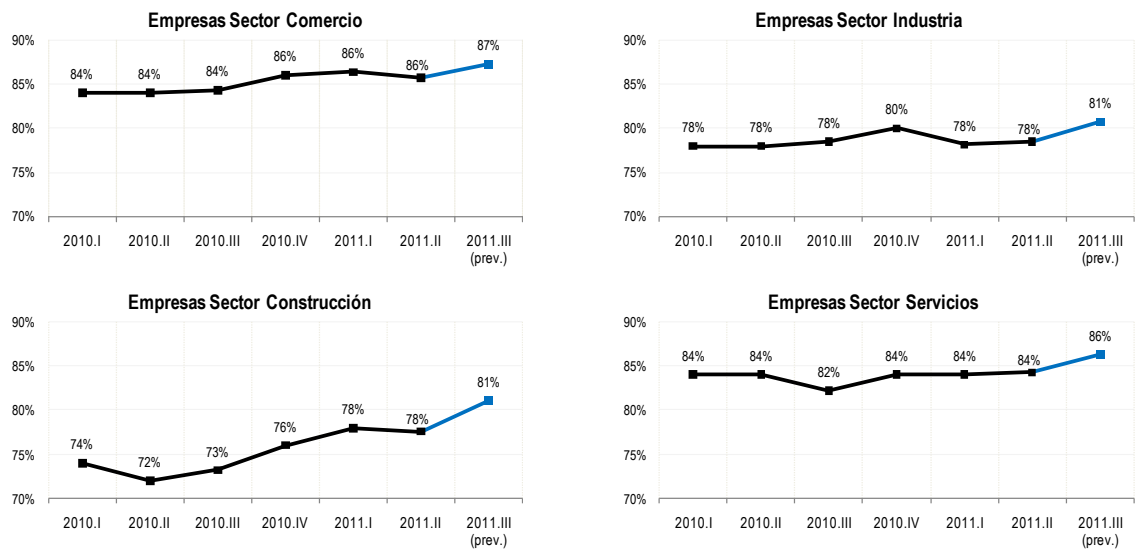 Empresas Sector Comercio
90%
85%
80%
75%
70%
84%
84%
84%
86%
86%
86%
87%
2010.I
2010.II
2010.III
2010.IV
2011.I
2011.II
2011.III
(prev.)
Empresas Sector Industria
90%
85%
80%
75%
70%
78%
78%
78%
80%
78%
78%
81%
2010.I
2010.II
2010.III
2010.IV
2011.I
2011.II
2011.III
(prev.)
Empresas Sector Construcción
90%
85%
80%
75%
70%
74%
72%
73%
76%
78%
78%
81%
2010.I
2010.II
2010.III
2010.IV
2011.I
2011.II
2011.III
(prev.)
Empresas Sector Servicios
90%
85%
80%
75%
70%
84%
84%
82%
84%
84%
84%
86%
2010.I
2010.II
2010.III
2010.IV
2011.I
2011.II
2011.III
(prev.)